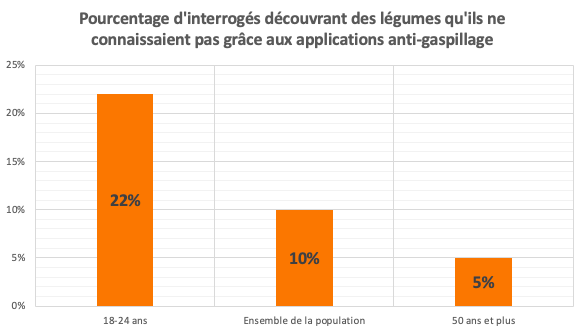 Pourcentage d'interrogés découvrant des légumes qu'ils ne
connaissaient pas grâce aux applications anti-gaspillage
25%
20%
15%
10%
5%
0%
22%
10%
5%
18-24 ans
Ensemble de la population
50 ans et plus